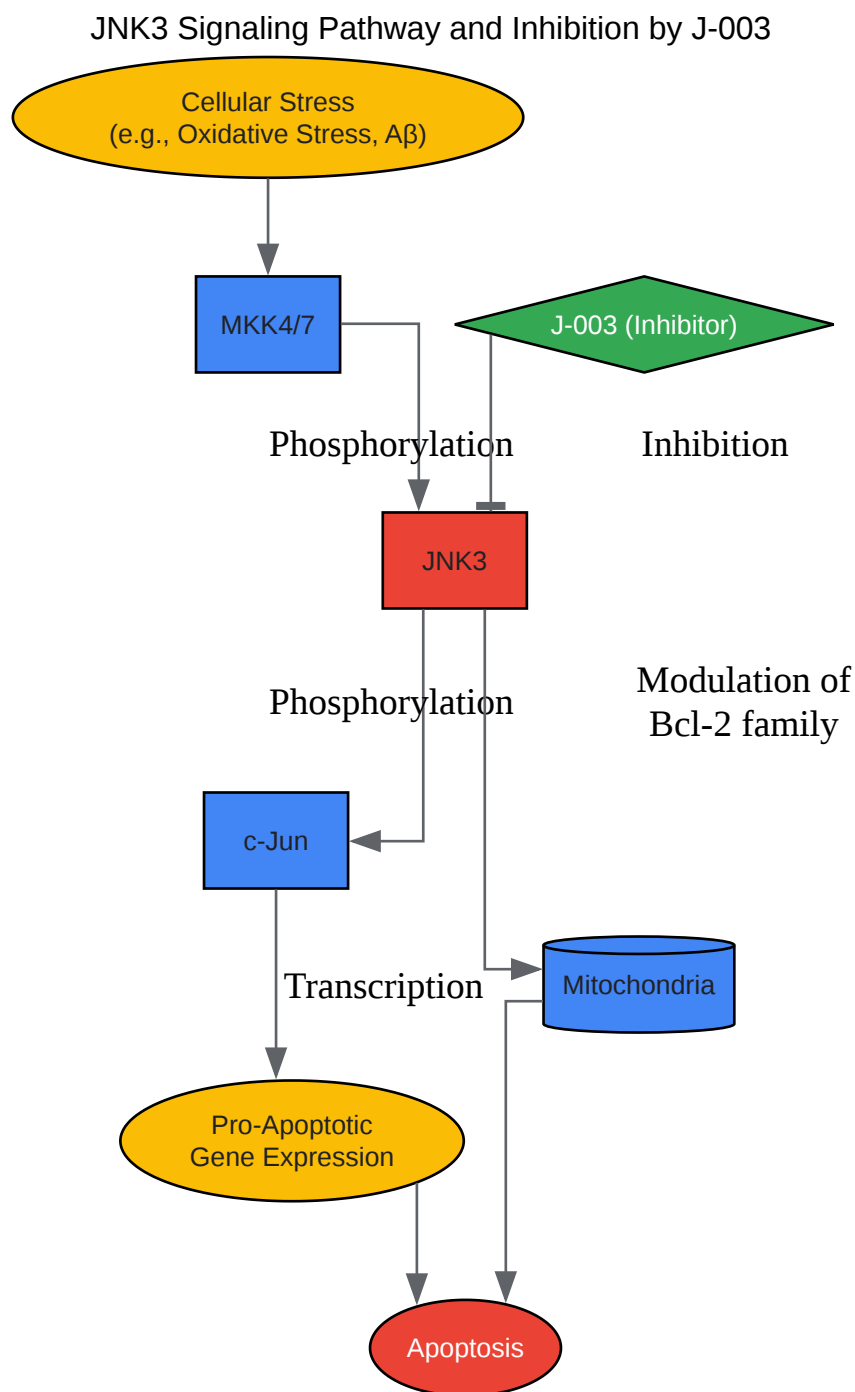 JNK3 Signaling Pathway and Inhibition by J-003
Cellular Stress
(e.g., Oxidative Stress, Aβ)
MKK4/7
J-003 (Inhibitor)
Phosphorylation
Inhibition
JNK3
Phosphorylation
Modulation of
Bcl-2 family
c-Jun
Mitochondria
Transcription
Pro-Apoptotic
Gene Expression
Apoptosis